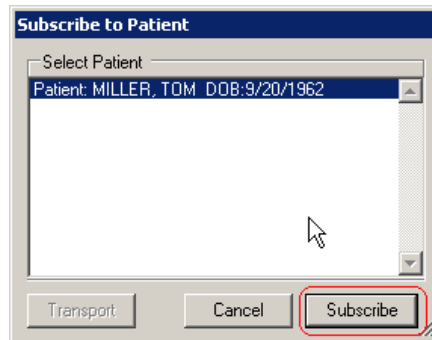 Subscribe to Patient
Select Patient
Patient: MILLER, TOM DOB:9/20/1962
Transport Cancel Subscribe